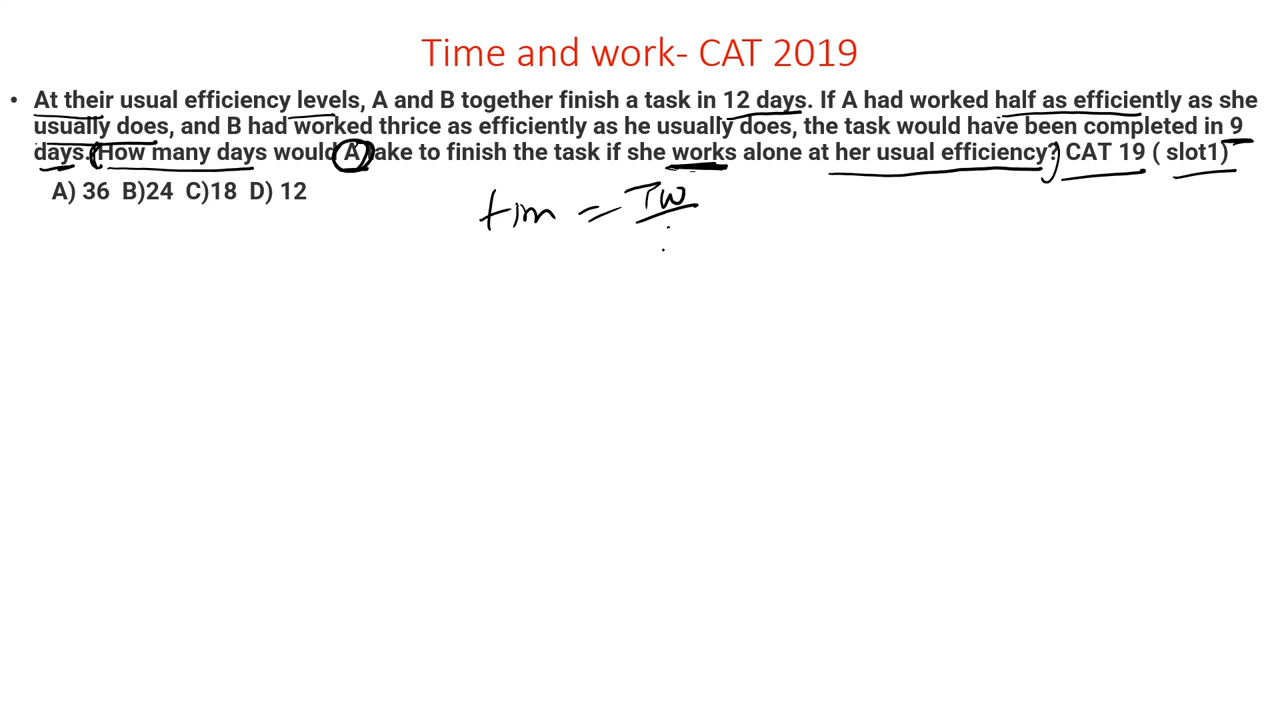 Time and work- CAT 2019
• At their usual efficiency levels, A and B together finish a task in 12 days. If A had worked half as efficiently as she
usually does, and B had worked thrice as efficiently as he usually does, the task would have been completed in 9
days. How many days would A take to finish the task if she works alone at her usual efficiency? CAT 19 ( slot1)
A) 36 B)24 C)18 D) 12
tim = TW